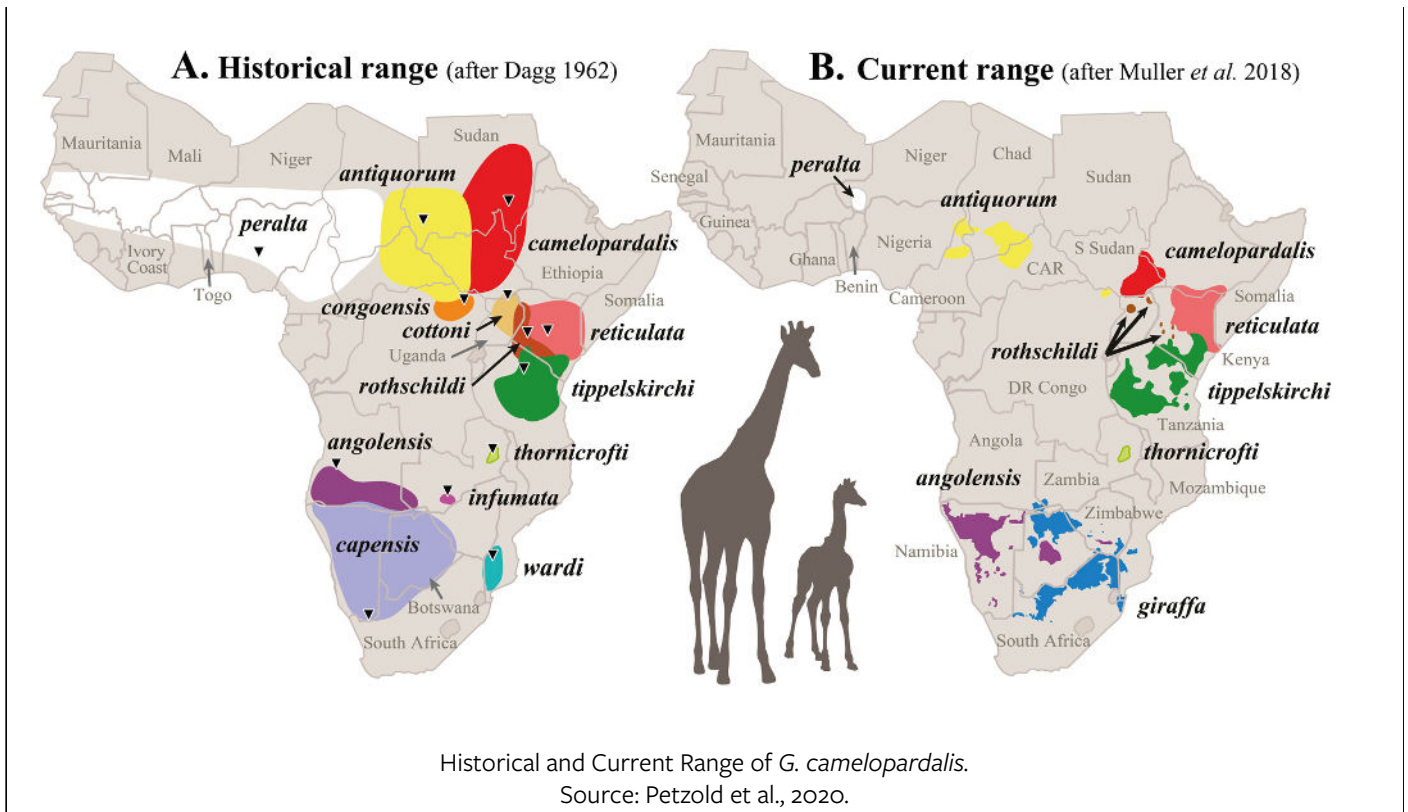 A. Historical range (after Dagg 1962)
Mauritania
Mali
Niger
Sudan
antiquorum
peralta
camelopardalis
Ivory
Coast
Togo
Ethiopia
Somalia
congoensis
cottoni
reticulata
Uganda
rothschildi
tippelskirchi
angolensis
thornicrofti
infumata
capensis
wardi
Botswana
South Africa
B. Current range (after Muller et al. 2018)
Mauritania
Niger
Chad
peralta
Sudan
Senegal
antiquorum
Guinea
Nigeria
S Sudan
camelopardalis
Ghana
CAR
Benin
Cameroon
Somalia
reticulata
rothschildi
Kenya
DR Congo
tippelskirchi
Tanzania
Angola
thornicrofti
angolensis
Zambia
Mozambique
Zimbabwe
Namibia
giraffa
South Africa
Historical and Current Range of G. camelopardalis.
Source: Petzold et al., 2020.